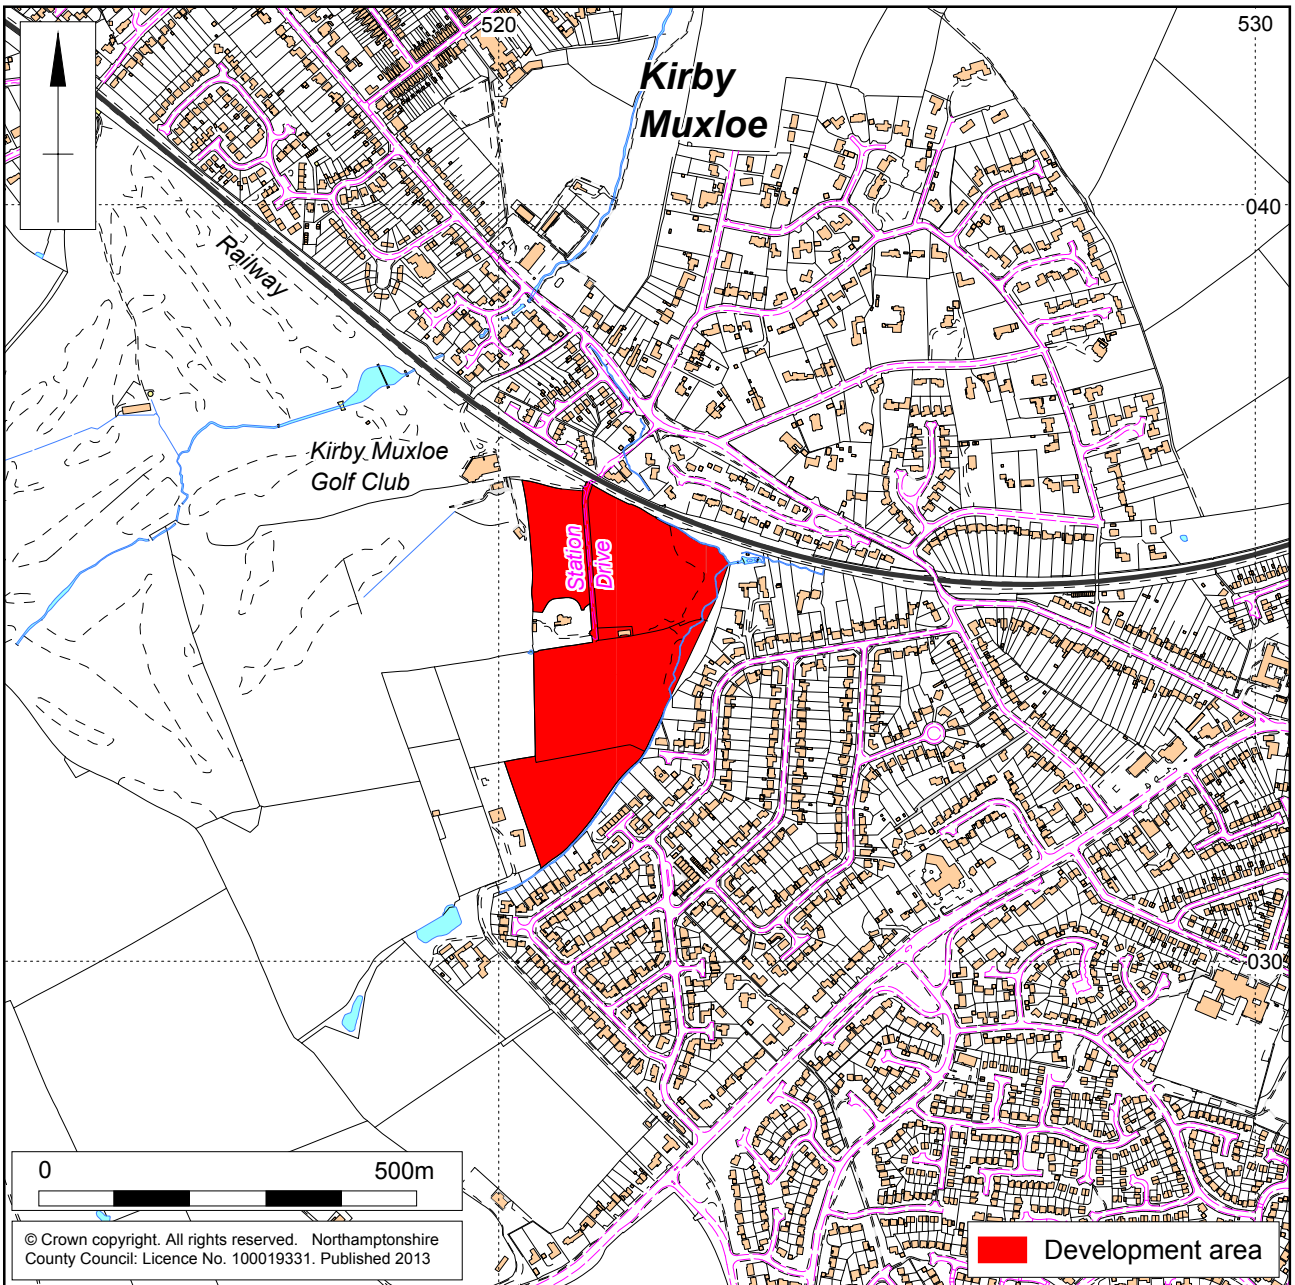 520
530
Kirby
Muxloe
040
Railway
Kirby Muxloe
Golf Club
Station
Drive
030
0
500m
© Crown copyright. All rights reserved. Northamptonshire
County Council: Licence No. 100019331. Published 2013
Development area